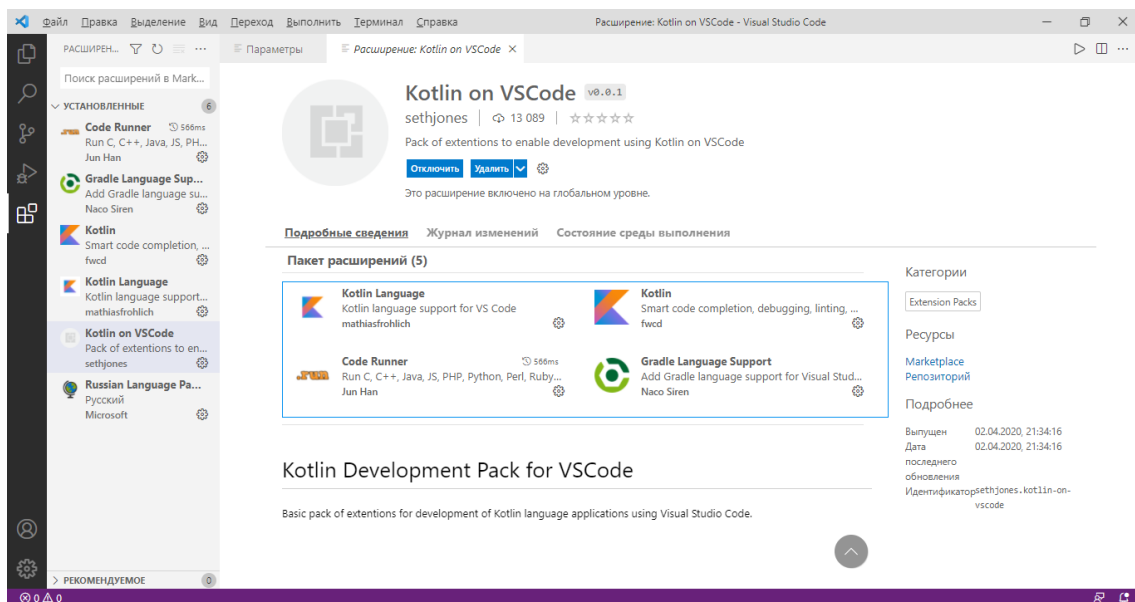 Файл Правка Выделение Вид Переход Выполнить Терминал Справка
Расширение: Kotlin on VSCode - Visual Studio Code
РАСШИРЕН...
Параметры
Расширение: Kotlin on VSCode
Поиск расширений в Mark...
УСТАНОВЛЕННЫЕ 6
Code Runner 566ms
Run C, C++, Java, JS, PH...
Jun Han
Gradle Language Sup...
Add Gradle language su...
Naco Siren
Kotlin
Smart code completion, ...
fwcd
Kotlin Language
Kotlin language support...
mathiasfrohlich
Kotlin on VSCode
Pack of extentions to en...
sethjones
Russian Language Pa...
Русский
Microsoft
РЕКОМЕНДУЕМОЕ 0
0 0
Kotlin on VSCode v0.0.1
sethjones 13 089
Pack of extentions to enable development using Kotlin on VSCode
Отключить Удалить
Это расширение включено на глобальном уровне.
Подробные сведения Журнал изменений Состояние среды выполнения
Пакет расширений (5)
Kotlin Language
Kotlin language support for VS Code
mathiasfrohlich
Kotlin
Smart code completion, debugging, linting, ...
fwcd
.run
Code Runner 566ms
Run C, C++, Java, JS, PHP, Python, Perl, Ruby...
Jun Han
Gradle Language Support
Add Gradle language support for Visual Stud...
Naco Siren
Kotlin Development Pack for VSCode
Basic pack of extentions for development of Kotlin language applications using Visual Studio Code.
Категории
Extension Packs
Ресурсы
Marketplace
Репозиторий
Подробнее
Выпущен 02.04.2020, 21:34:16
Дата 02.04.2020, 21:34:16
последнего
обновления
Идентификатор sethjones.kotlin-on-
vscode